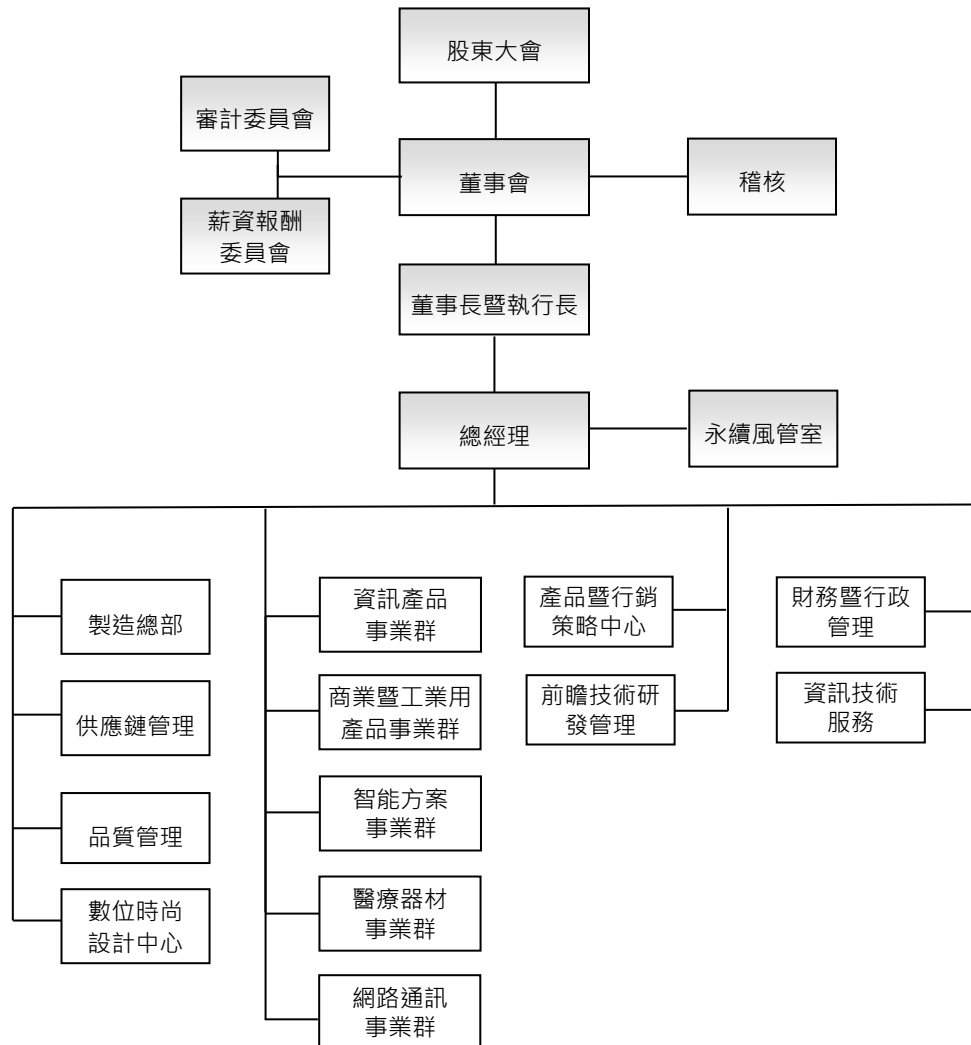 股東大會
審計委員會
董事會
稽核
薪資報酬
委員會
董事長暨執行長
總經理
永續風管室
製造總部
供應鏈管理
品質管理
數位時尚
設計中心
資訊產品
事業群
商業暨工業用
產品事業群
智能方案
事業群
醫療器材
事業群
網路通訊
事業群
產品暨行銷
策略中心
前瞻技術研
發管理
財務暨行政
管理
資訊技術
服務